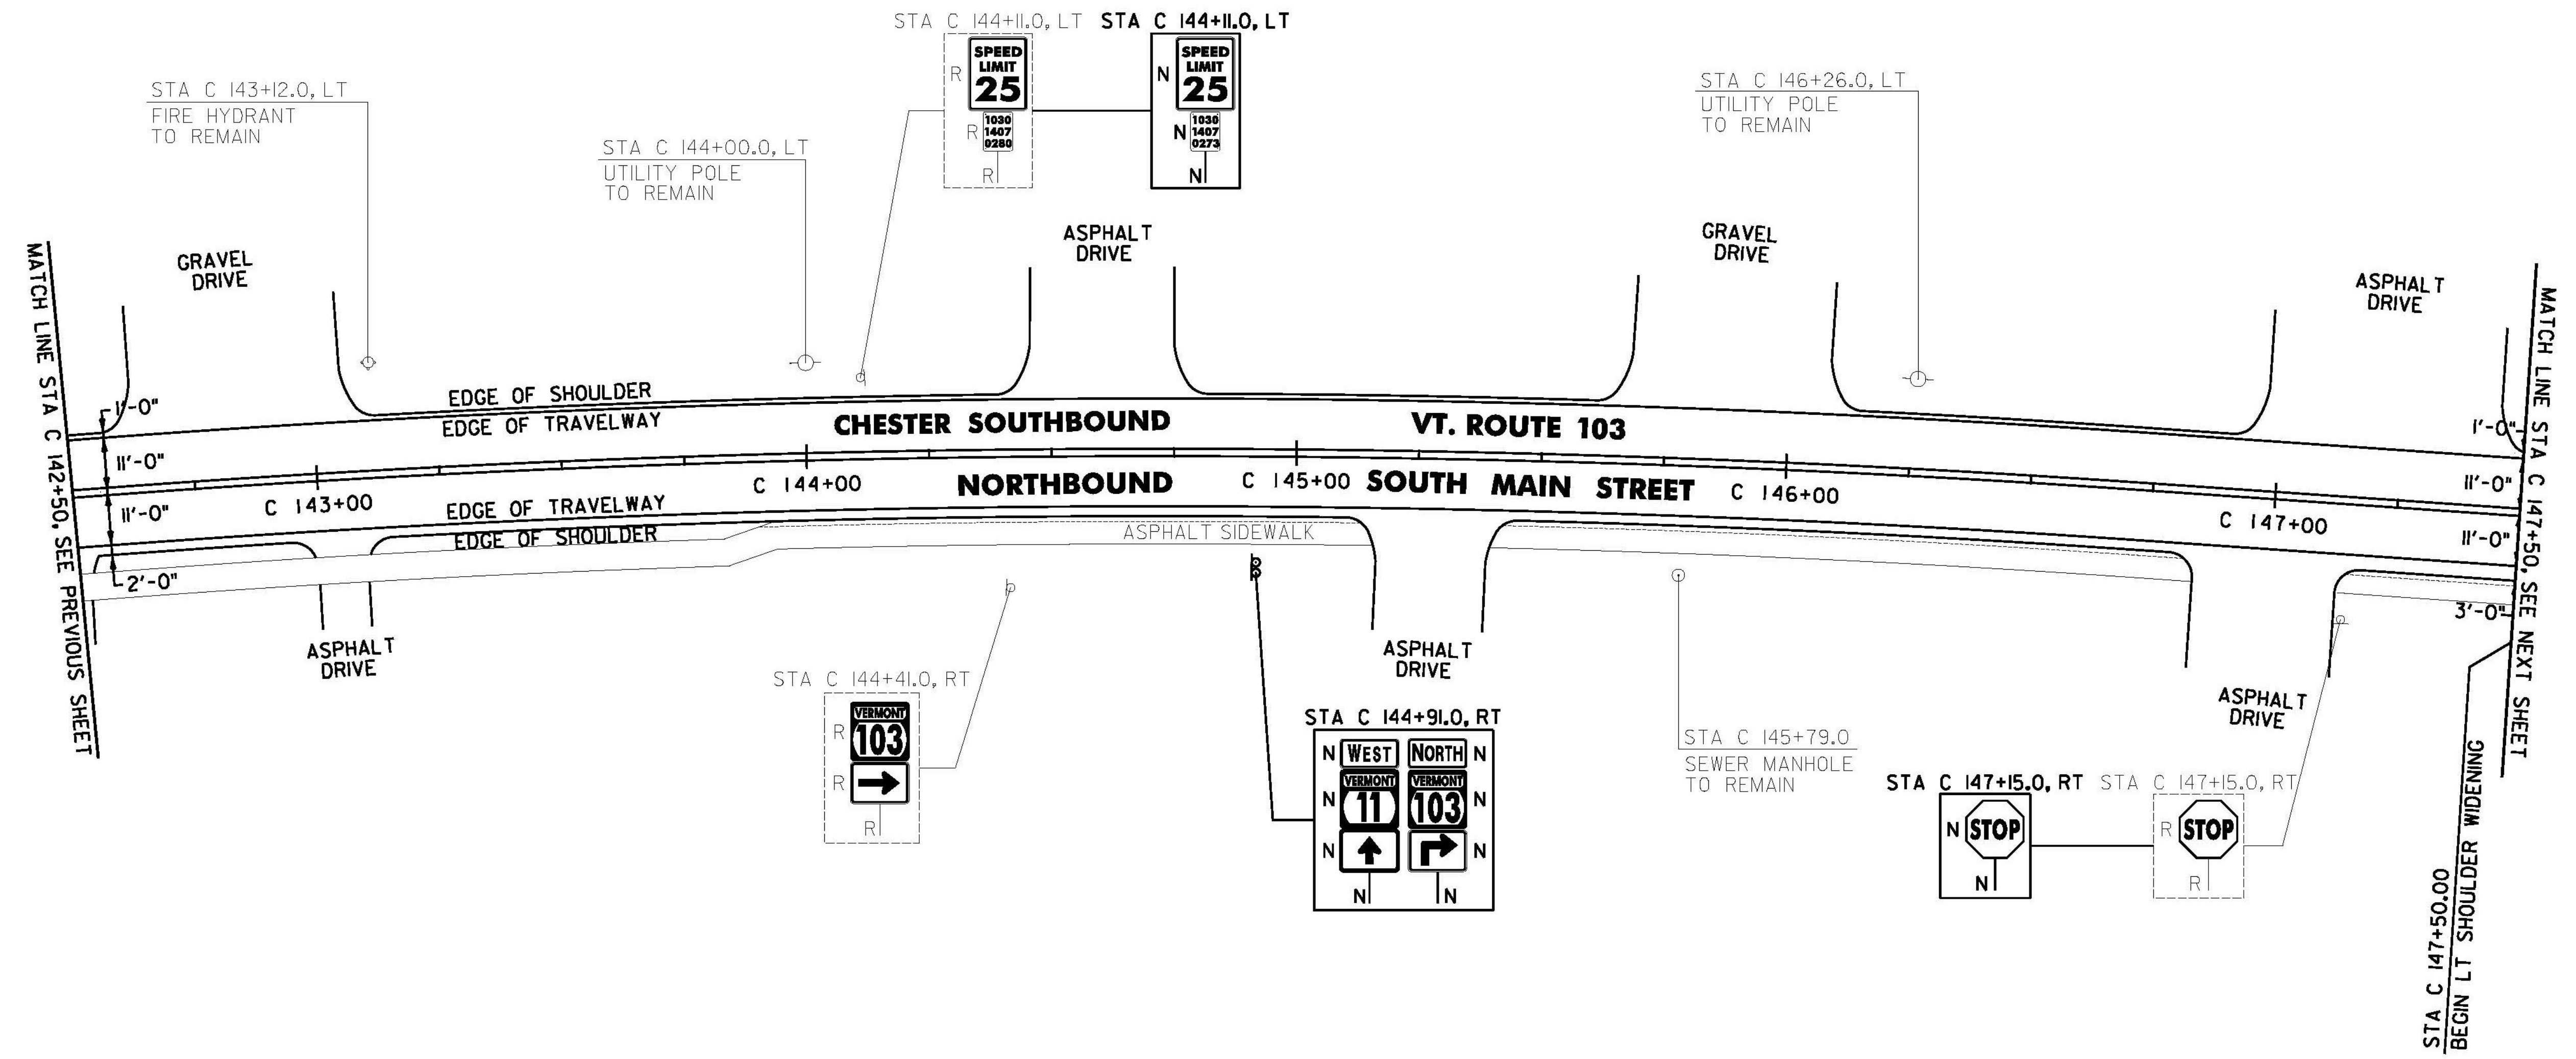 STA C 144+11.0, LT
STA C 144+11.0, LT
R
SPEED
LIMIT
25
R
1030
1407
0280
R
N
SPEED
LIMIT
25
N
1030
1407
0273
N
STA C 143+12.0, LT
FIRE HYDRANT
TO REMAIN
STA C 144+00.0, LT
UTILITY POLE
TO REMAIN
STA C 146+26.0, LT
UTILITY POLE
TO REMAIN
GRAVEL
DRIVE
ASPHALT
DRIVE
GRAVEL
DRIVE
ASPHALT
DRIVE
MATCH LINE STA C 142+50, SEE PREVIOUS SHEET
MATCH LINE STA C 147+50, SEE NEXT SHEET
1'-0"
11'-0"
11'-0"
2'-0"
EDGE OF SHOULDER
EDGE OF TRAVELWAY
CHESTER SOUTHBOUND
VT. ROUTE 103
C 143+00
C 144+00
NORTHBOUND
C 145+00
SOUTH MAIN STREET
C 146+00
C 147+00
EDGE OF TRAVELWAY
EDGE OF SHOULDER
ASPHALT SIDEWALK
1'-0"
11'-0"
11'-0"
3'-0"
ASPHALT
DRIVE
ASPHALT
DRIVE
ASPHALT
DRIVE
STA C 144+41.0, RT
R
VERMONT
103
R
R
STA C 144+91.0, RT
N WEST NORTH N
N VERMONT VERMONT N
11 103
N N
N N
STA C 145+79.0
SEWER MANHOLE
TO REMAIN
STA C 147+15.0, RT
N STOP
N
STA C 147+15.0, RT
R STOP
R
STA C 147+50.00
BEGIN LT SHOULDER WIDENING